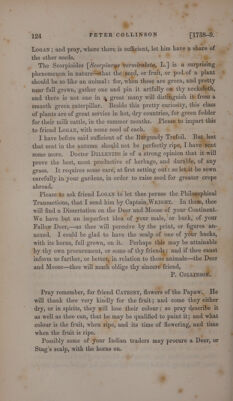 124 PETER COLLINSON [1738–9.
LOGAN; and pray, where there is sufficient, let him have a share of
the other seeds.
The Scorpioides [Scorpiurus vermiculata, L.] is a surprising
phenomenon in nature—that the seed, or fruit, or pod of a plant
should be so like an animal: for, when these are green, and pretty
near full grown, gather one and pin it artfully on thy neckcloth,
and there is not one in a great many will distinguish it from a
smooth green caterpillar. Beside this pretty curiosity, this class
of plants are of great service in hot, dry countries, for green fodder
for their milk cattle, in the summer months. Please to impart this
to friend LOGAN, with some seed of each.
I have before said sufficient of the Burgundy Trefoil. But lest
that sent in the autumn should not be perfectly ripe, I have sent
some more. Doctor DILLENIUS is of a strong opinion that it will
prove the best, most productive of herbage, and durable, of any
grass. It requires some care, at first setting out: so let it be sown
carefully in your gardens, in order to raise seed for greater crops
abroad.
Please to ask friend LOGAN to let thee peruse the Philosophical
Transactions, that I send him by Captain WRIGHT. In them, thee
will find a Dissertation on the Deer and Moose of your Continent.
We have but an imperfect idea of your male, or buck, of your
Fallow Deer,—as thee will perceive by the print, or figures an-
nexed. I could be glad to have the scalp of one of your bucks,
with its horns, full grown, on it. Perhaps this may be attainable
by thy own procurement, or some of thy friends; and if thee canst
inform us further, or better, in relation to those animals—the Deer
and Moose—thee will much oblige thy sincere friend,
P. COLLINSON.
Pray remember, for friend CATESBY, flowers of the Papaw. He
will thank thee very kindly for the fruit; and some they either
dry, or in spirits, they will lose their colour; so pray describe it
as well as thee can, that he may be qualified to paint it; and what
colour is the fruit, when ripe, and its time of flowering, and time
when the fruit is ripe.
Possibly some of your Indian traders may procure a Deer, or
Stag's scalp, with the horns on.